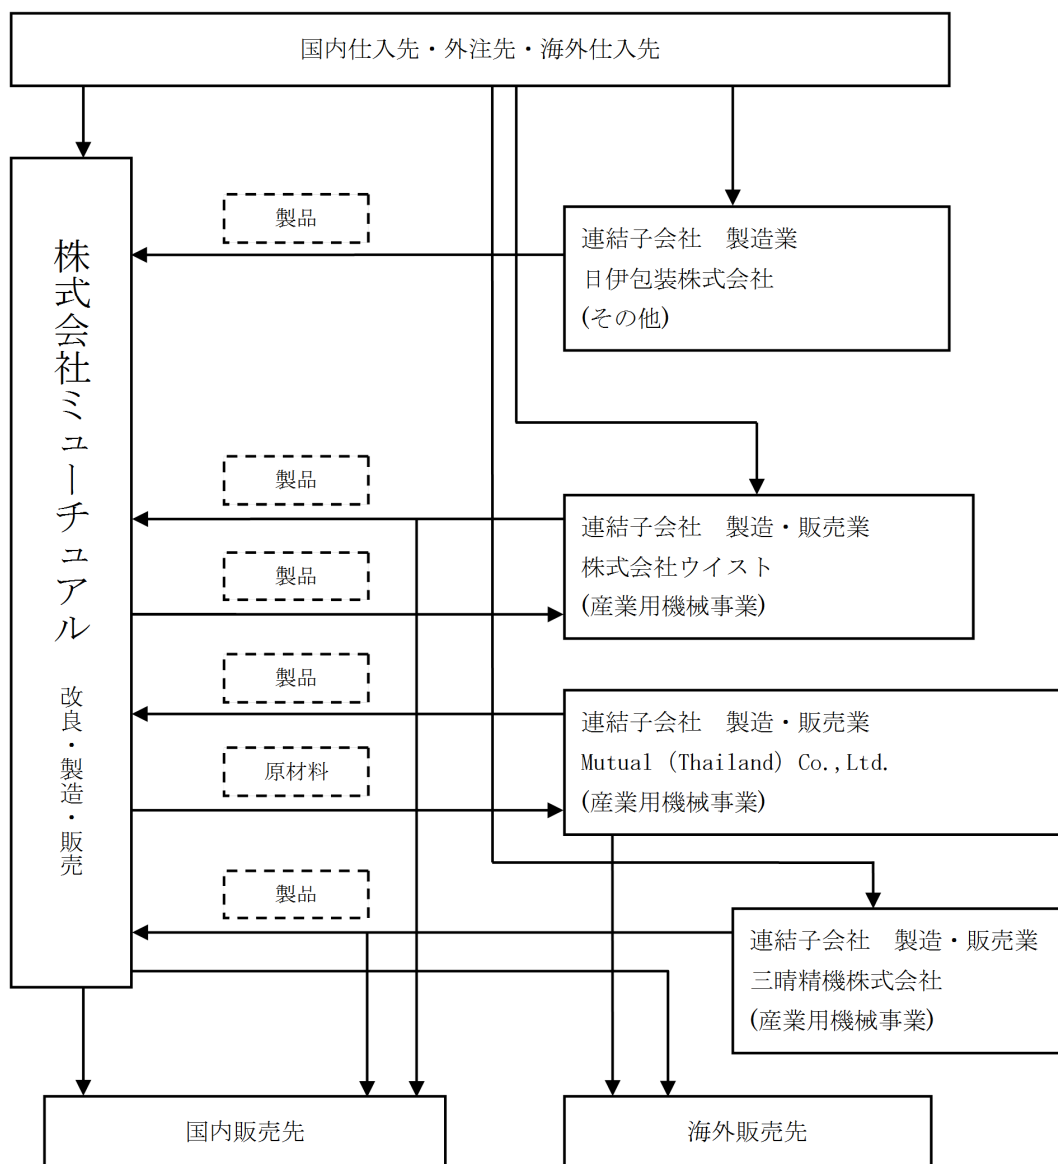 国内仕入先・外注先・海外仕入先
株式会社ミューチュアル 改良・製造・販売
製品
連結子会社 製造業
日伊包装株式会社
(その他)
製品
製品
連結子会社 製造・販売業
株式会社ウイスト
(産業用機械事業)
製品
原材料
連結子会社 製造・販売業
Mutual (Thailand) Co.,Ltd.
(産業用機械事業)
製品
連結子会社 製造・販売業
三晴精機株式会社
(産業用機械事業)
国内販売先
海外販売先